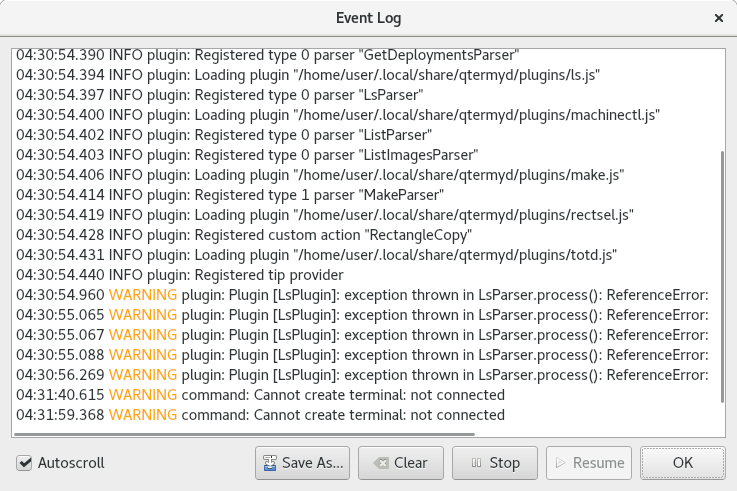 Event Log
04:30:54.390 INFO plugin: Registered type 0 parser "GetDeploymentsParser"
04:30:54.394 INFO plugin: Loading plugin "/home/user/.local/share/qtermyd/plugins/ls.js"
04:30:54.397 INFO plugin: Registered type 0 parser "LsParser"
04:30:54.400 INFO plugin: Loading plugin "/home/user/.local/share/qtermyd/plugins/machinectl.js"
04:30:54.402 INFO plugin: Registered type 0 parser "ListParser"
04:30:54.403 INFO plugin: Registered type 0 parser "ListImagesParser"
04:30:54.406 INFO plugin: Loading plugin "/home/user/.local/share/qtermyd/plugins/make.js"
04:30:54.414 INFO plugin: Registered type 1 parser "MakeParser"
04:30:54.419 INFO plugin: Loading plugin "/home/user/.local/share/qtermyd/plugins/rectsel.js"
04:30:54.428 INFO plugin: Registered custom action "RectangleCopy"
04:30:54.431 INFO plugin: Loading plugin "/home/user/.local/share/qtermyd/plugins/totd.js"
04:30:54.440 INFO plugin: Registered tip provider
04:30:54.960 WARNING plugin: Plugin [LsPlugin]: exception thrown in LsParser.process(): ReferenceError:
04:30:55.065 WARNING plugin: Plugin [LsPlugin]: exception thrown in LsParser.process(): ReferenceError:
04:30:55.067 WARNING plugin: Plugin [LsPlugin]: exception thrown in LsParser.process(): ReferenceError:
04:30:55.088 WARNING plugin: Plugin [LsPlugin]: exception thrown in LsParser.process(): ReferenceError:
04:30:56.269 WARNING plugin: Plugin [LsPlugin]: exception thrown in LsParser.process(): ReferenceError:
04:31:40.615 WARNING command: Cannot create terminal: not connected
04:31:59.368 WARNING command: Cannot create terminal: not connected
Autoscroll Save As... Clear Stop Resume OK